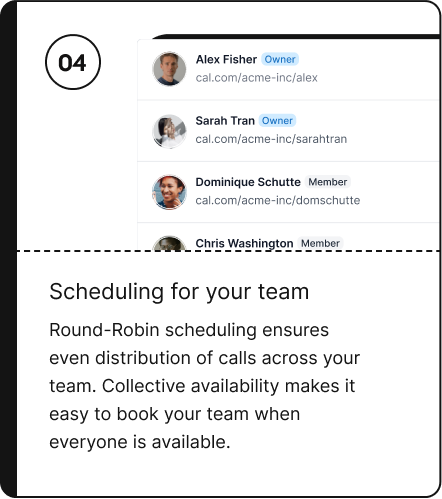 04
Alex Fisher Owner
cal.com/acme-inc/alex
Sarah Tran Owner
cal.com/acme-inc/sarahtran
Dominique Schutte Member
cal.com/acme-inc/domschutte
Chris Washington Member
Scheduling for your team
Round-Robin scheduling ensures
even distribution of calls across your
team. Collective availability makes it
easy to book your team when
everyone is available.